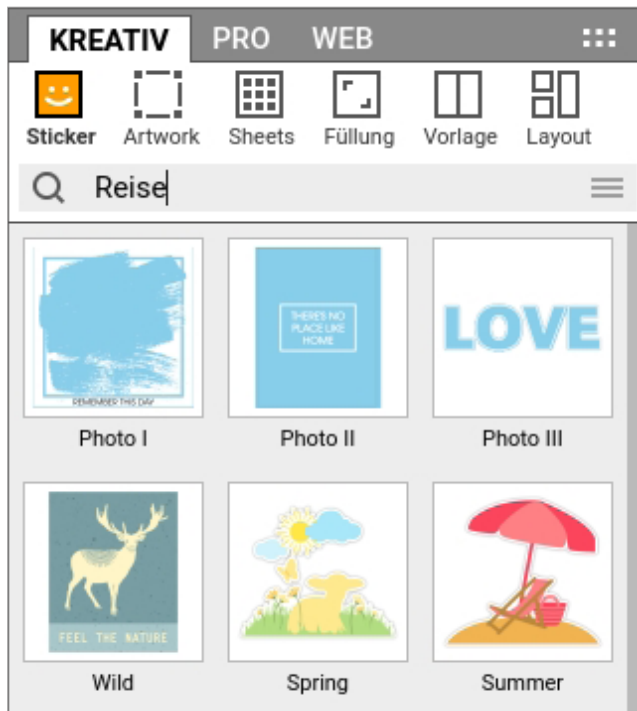 KREATIV PRO WEB
Sticker Artwork Sheets Füllung Vorlage Layout
Reise
REMEMBER THIS DAY
THERE'S NO
PLACE LIKE
HOME
LOVE
Photo I Photo II Photo III
FEEL THE NATURE
Wild Spring Summer